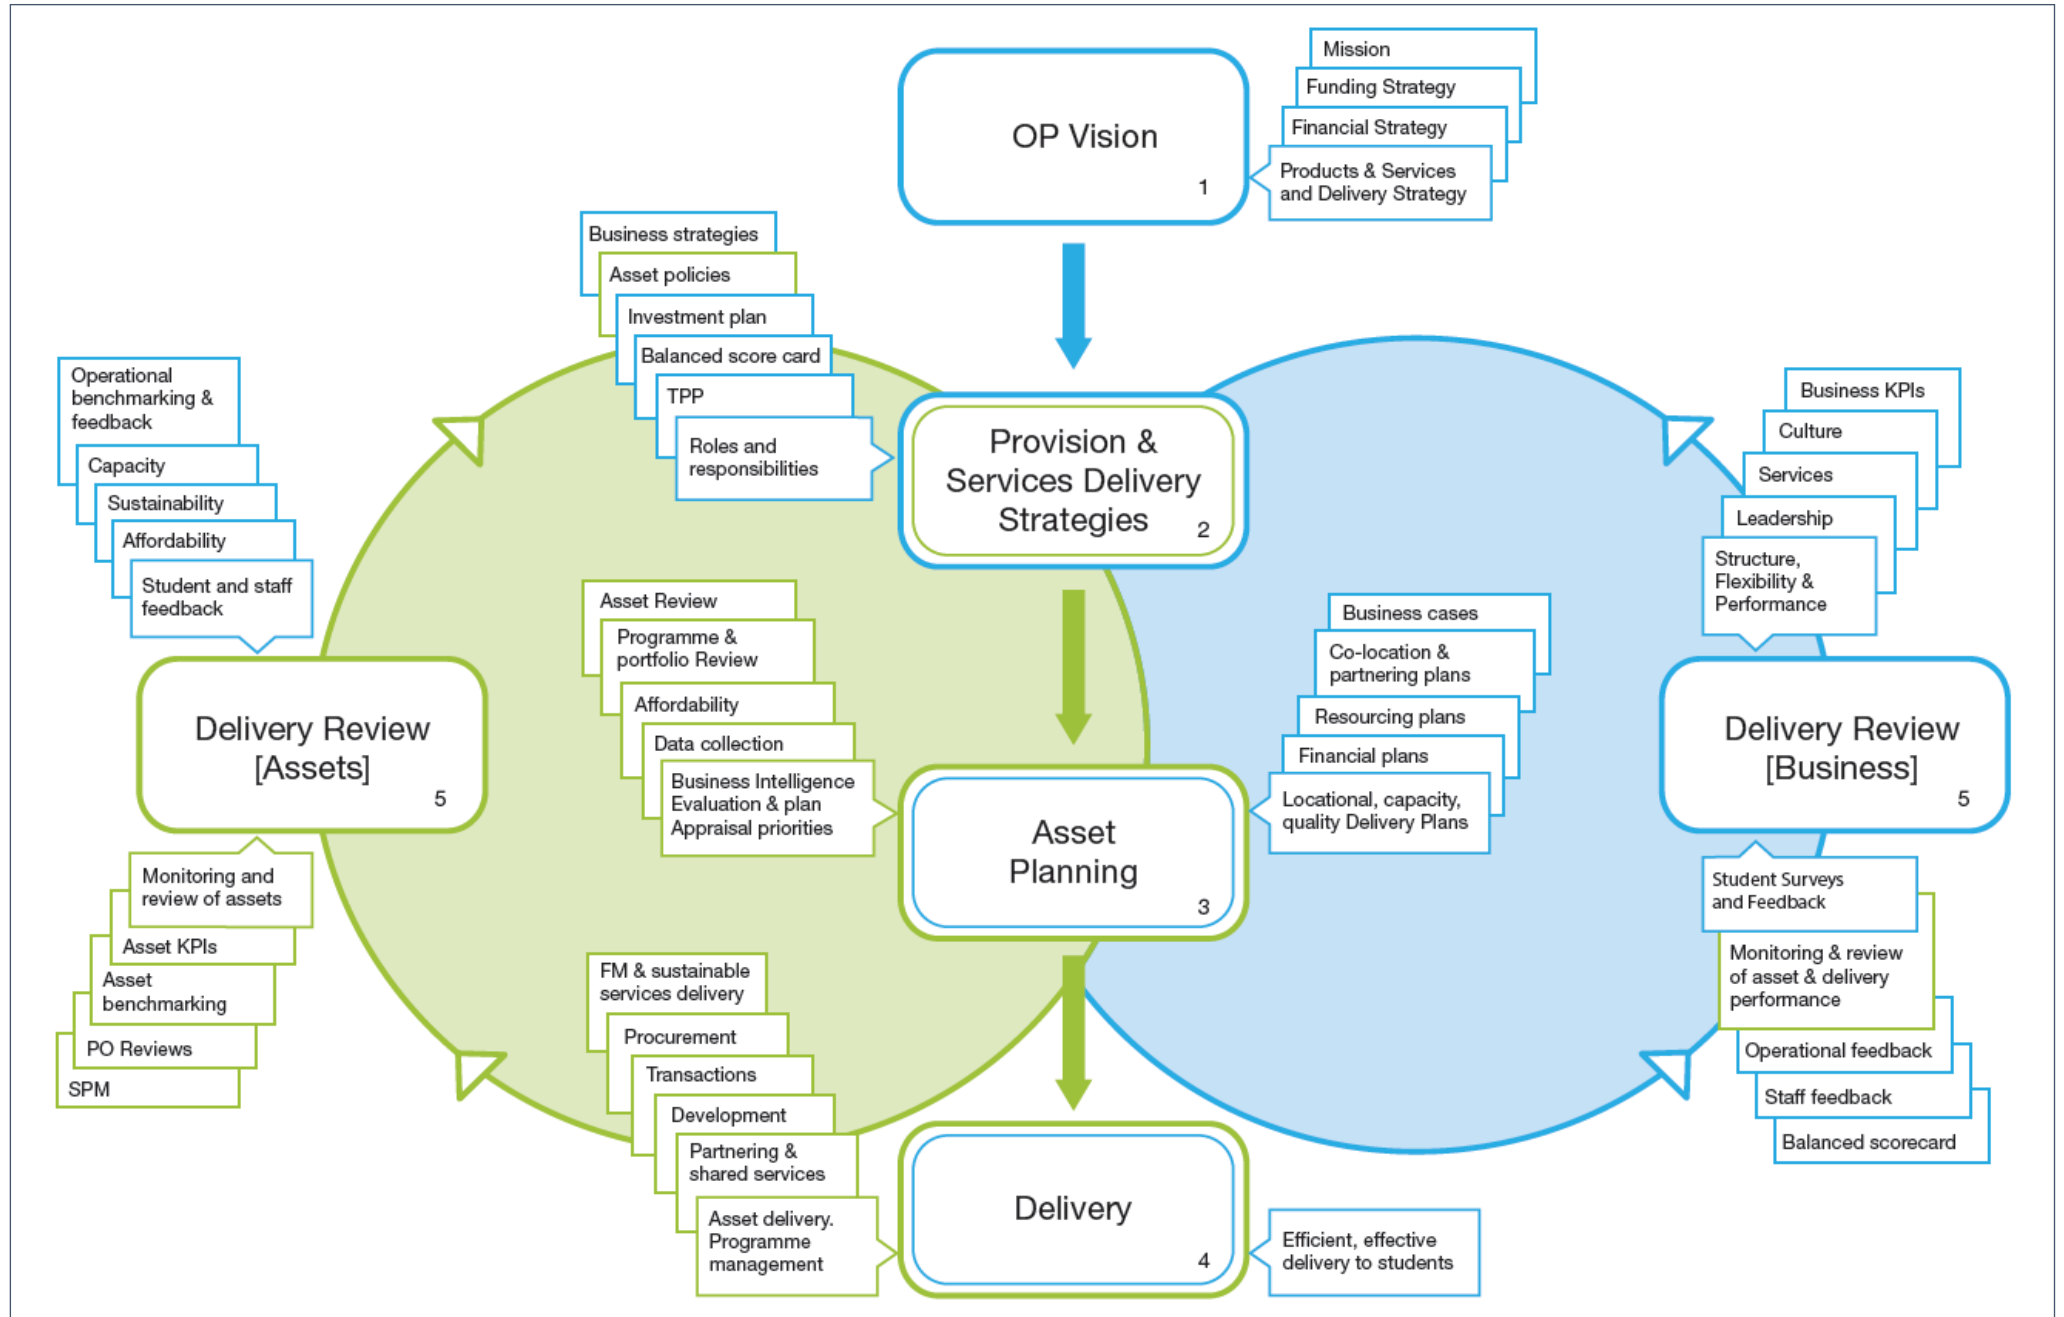 Mission
Funding Strategy
Financial Strategy
Products & Services
and Delivery Strategy
OP Vision
1
Business strategies
Asset policies
Investment plan
Balanced score card
TPP
Roles and
responsibilities
Provision &
Services Delivery
Strategies
2
Operational
benchmarking &
feedback
Capacity
Sustainability
Affordability
Student and staff
feedback
Business KPIs
Culture
Services
Leadership
Structure,
Flexibility &
Performance
Delivery Review
[Assets]
5
Asset Review
Programme &
portfolio Review
Affordability
Data collection
Business Intelligence
Evaluation & plan
Appraisal priorities
Asset
Planning
3
Business cases
Co-location &
partnering plans
Resourcing plans
Financial plans
Locational, capacity,
quality Delivery Plans
Delivery Review
[Business]
5
Monitoring and
review of assets
Asset KPIs
Asset
benchmarking
PO Reviews
SPM
FM & sustainable
services delivery
Procurement
Transactions
Development
Partnering &
shared services
Asset delivery.
Programme
management
Delivery
4
Efficient, effective
delivery to students
Student Surveys
and Feedback
Monitoring & review
of asset & delivery
performance
Operational feedback
Staff feedback
Balanced scorecard